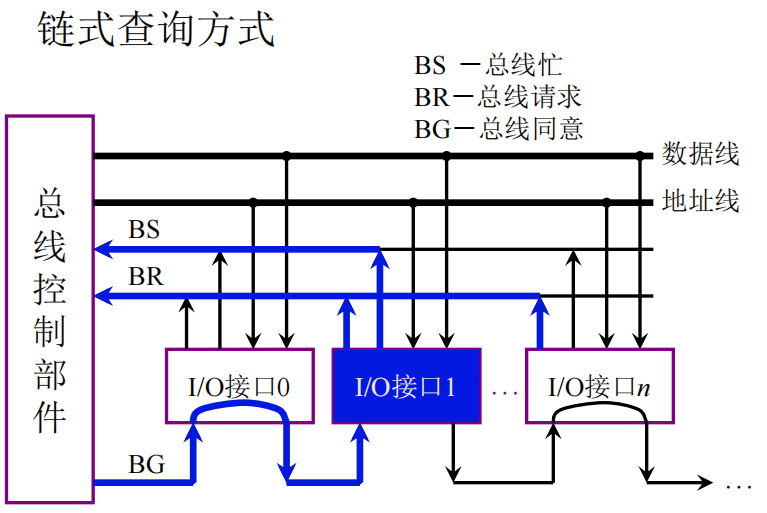 链式查询方式
BS －总线忙
BR－总线请求
BG－总线同意
数据线
地址线
总线控制部件
BS
BR
I/O接口0
I/O接口1
…
I/O接口n
BG
…